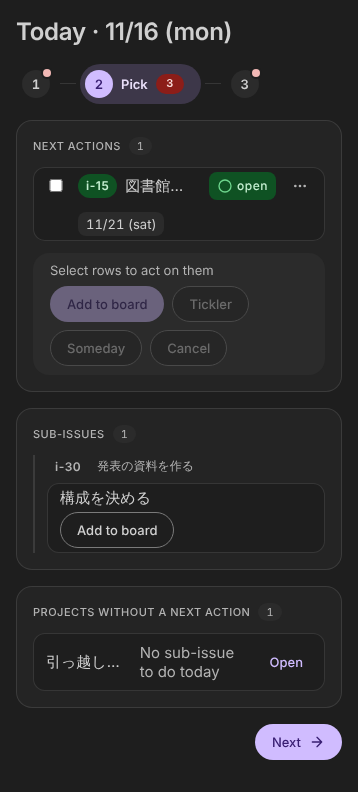 Today · 11/16 (mon)
1
2 Pick 3
3
NEXT ACTIONS 1
i-15 図書館… open ···
11/21 (sat)
Select rows to act on them
Add to board Tickler
Someday Cancel
SUB-ISSUES 1
i-30 発表の資料を作る
構成を決める
Add to board
PROJECTS WITHOUT A NEXT ACTION 1
引っ越し… No sub-issue
to do today
Open
Next →